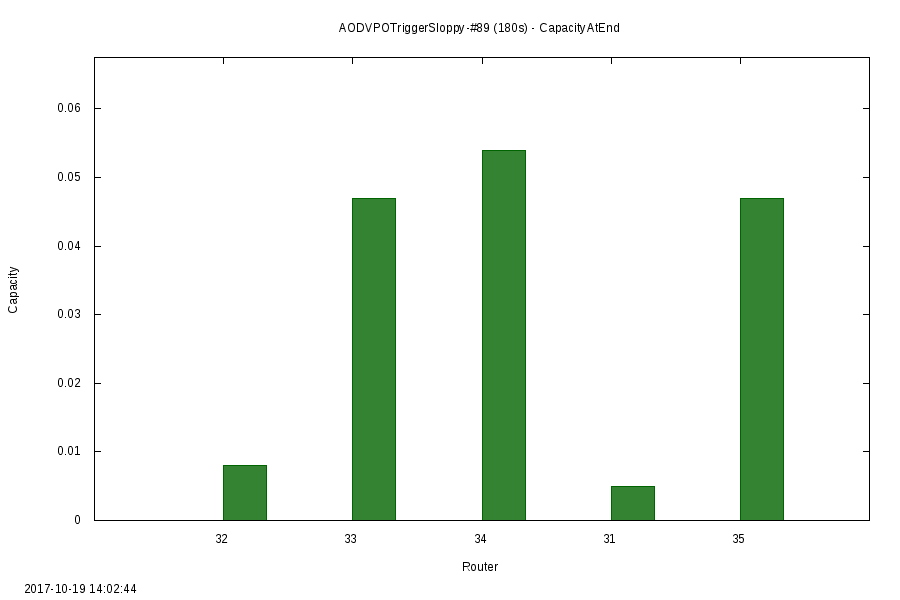 AODVPOTriggerSloppy-#89 (180s) - CapacityAtEnd
0.06
0.05
0.04
0.03
0.02
0.01
0
Capacity
32 33 34 31 35
Router
2017-10-19 14:02:44